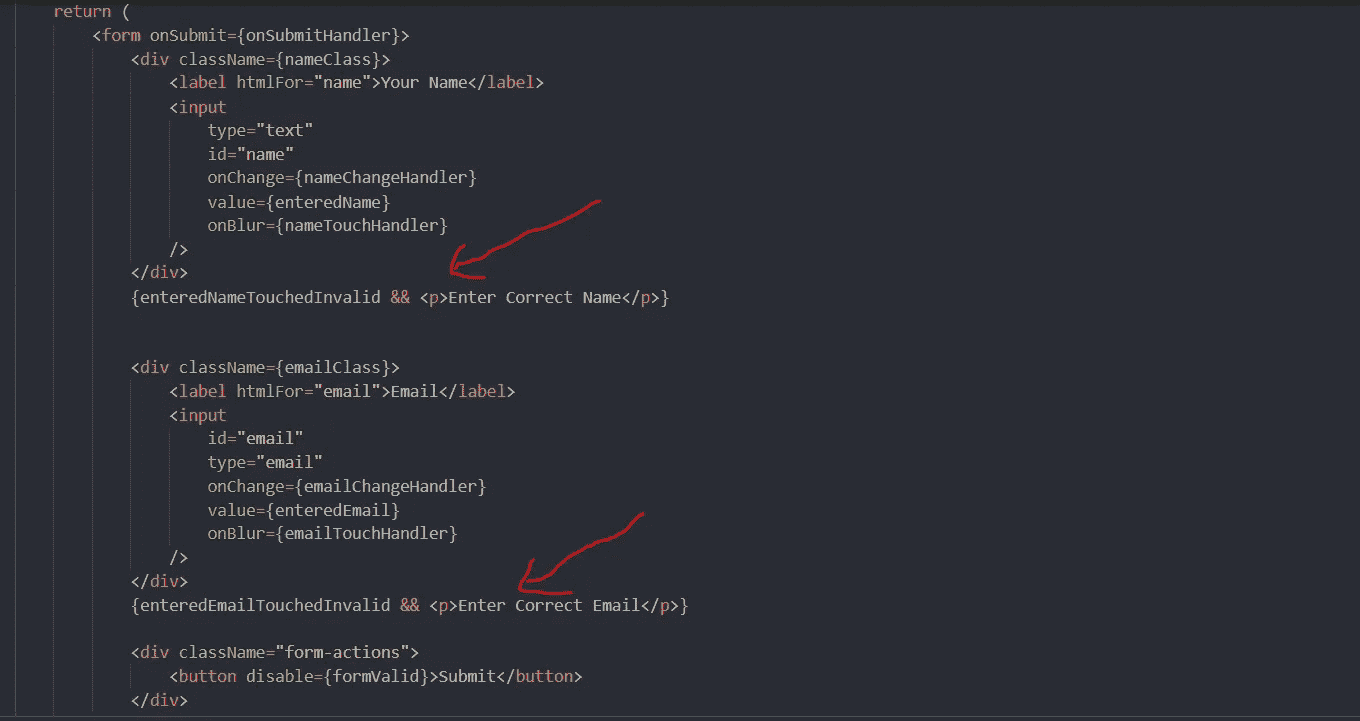 return (
<form onSubmit={onSubmitHandler}>
<div className={nameClass}>
<label htmlFor="name">Your Name</label>
<input
type="text"
id="name"
onChange={nameChangeHandler}
value={enteredName}
onBlur={nameTouchHandler}
/>
</div>
{enteredNameTouchedInvalid && <p>Enter Correct Name</p>}
<div className={emailClass}>
<label htmlFor="email">Email</label>
<input
id="email"
type="email"
onChange={emailChangeHandler}
value={enteredEmail}
onBlur={emailTouchHandler}
/>
</div>
{enteredEmailTouchedInvalid && <p>Enter Correct Email</p>}
<div className="form-actions">
<button disable={formValid}>Submit</button>
</div>